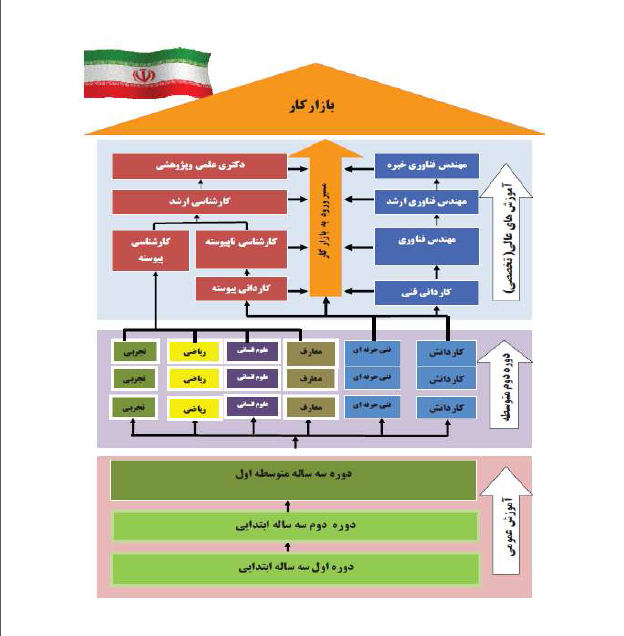 بازار کار
دکتری علمی وپژوهشی
مهندس فناوری خبره
کارشناسی ارشد
مهندس فناوری ارشد
کارشناسی
پیوسته
کارشناسی ناپیوسته
مهندس فناوری
کاردانی پیوسته
کاردانی فنی
مسیر ورود به بازار کار
آموزش های عالی( تخصصی)
تجربی
ریاضی
علوم انسانی
معارف
فنی حرفه ای
کاردانش
تجربی
ریاضی
علوم انسانی
معارف
فنی حرفه ای
کاردانش
تجربی
ریاضی
علوم انسانی
معارف
فنی حرفه ای
کاردانش
دوره دوم متوسطه
دوره سه ساله متوسطه اول
دوره دوم سه ساله ابتدایی
دوره اول سه ساله ابتدایی
آموزش عمومی